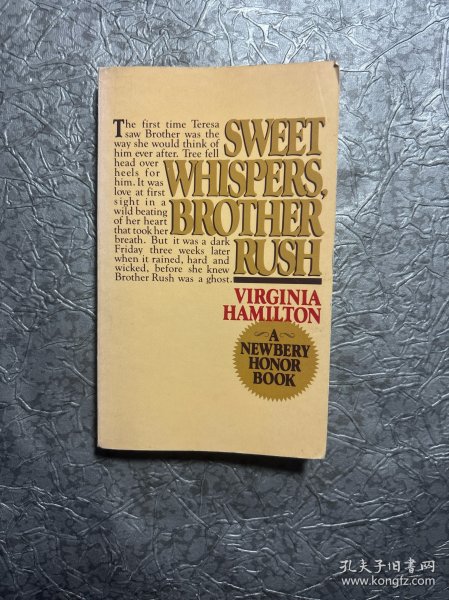 The first time Teresa
saw Brother was the
way she would think of
him ever after. Tree fell
head over
heels for
him. It was
love at first
sight in a
wild beating
of her heart
that took her
breath. But it was a dark
Friday three weeks later
when it rained, hard and
wicked, before she knew
Brother Rush was a ghost.
SWEET
WHISPERS,
BROTHER
RUSH
VIRGINIA
HAMILTON
A
NEWBERY
HONOR
BOOK
孔夫子旧书网
www.kongfz.com